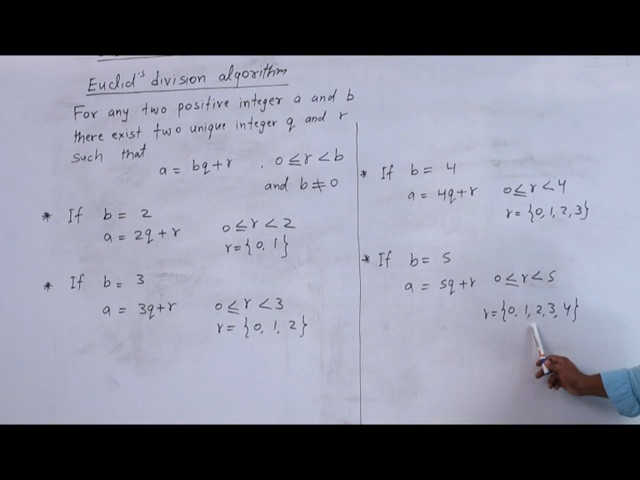 Euclid's division algorithm
For any two positive integer a and b
there exist two unique integer q and r
such that
a = bq+r . 0≤r<b
and b≠0
* If b = 2
a = 2q+r 0≤r<2
r={0,1}
* If b = 3
a = 3q+r 0≤r<3
r = {0, 1, 2}
* If b = 4
a = 4q+r 0≤r<4
r = {0,1,2,3}
* If b = 5
a = 5q+r 0≤r<5
r={0, 1, 2, 3, 4}